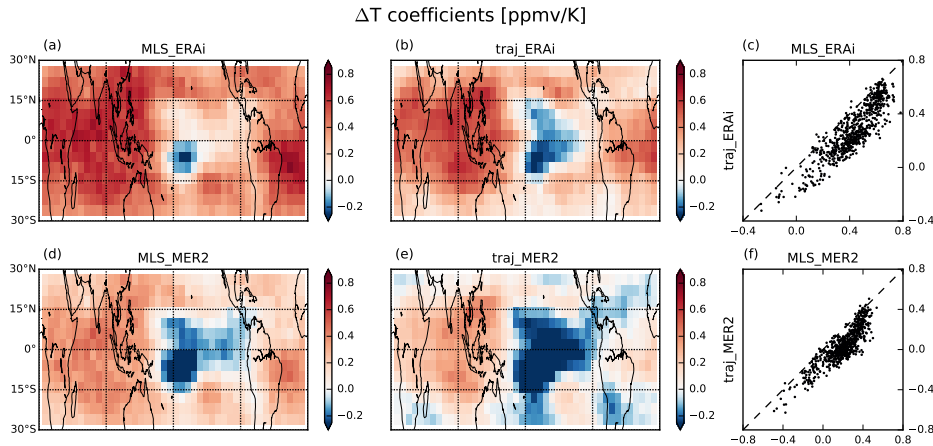 ΔT coefficients [ppmv/K]
(a) MLS_ERAi
30°N
15°N
0°
15°S
30°S
0.8
0.6
0.4
0.2
0.0
−0.2
(b) traj_ERAi
0.8
0.6
0.4
0.2
0.0
−0.2
(c) MLS_ERAi
traj_ERAi
0.8
0.4
0.0
−0.4
−0.4 0.0 0.4 0.8
(d) MLS_MER2
30°N
15°N
0°
15°S
30°S
0.8
0.6
0.4
0.2
0.0
−0.2
(e) traj_MER2
0.8
0.6
0.4
0.2
0.0
−0.2
(f) MLS_MER2
traj_MER2
0.8
0.4
0.0
−0.4
−0.8
−0.8 −0.4 0.0 0.4 0.8